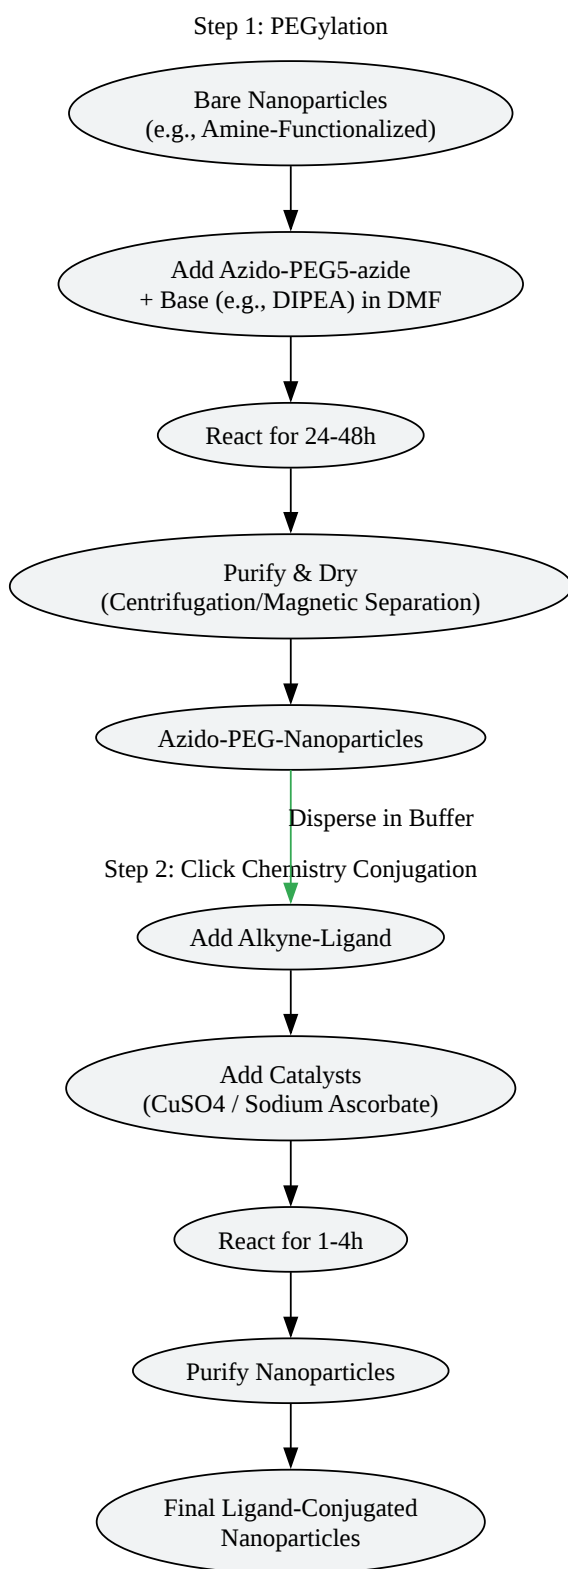 Step 1: PEGylation
Bare Nanoparticles
(e.g., Amine-Functionalized)
Add Azido-PEG5-azide
+ Base (e.g., DIPEA) in DMF
React for 24-48h
Purify & Dry
(Centrifugation/Magnetic Separation)
Azido-PEG-Nanoparticles
Disperse in Buffer
Step 2: Click Chemistry Conjugation
Add Alkyne-Ligand
Add Catalysts
(CuSO4 / Sodium Ascorbate)
React for 1-4h
Purify Nanoparticles
Final Ligand-Conjugated
Nanoparticles